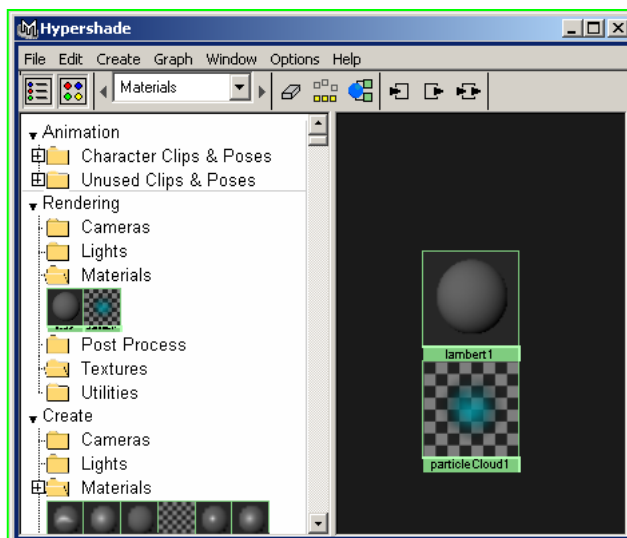 Hypershade
File Edit Create Graph Window Options Help
Materials
Animation
Character Clips & Poses
Unused Clips & Poses
Rendering
Cameras
Lights
Materials
Post Process
Textures
Utilities
Create
Cameras
Lights
Materials
lambert1
particleCloud1